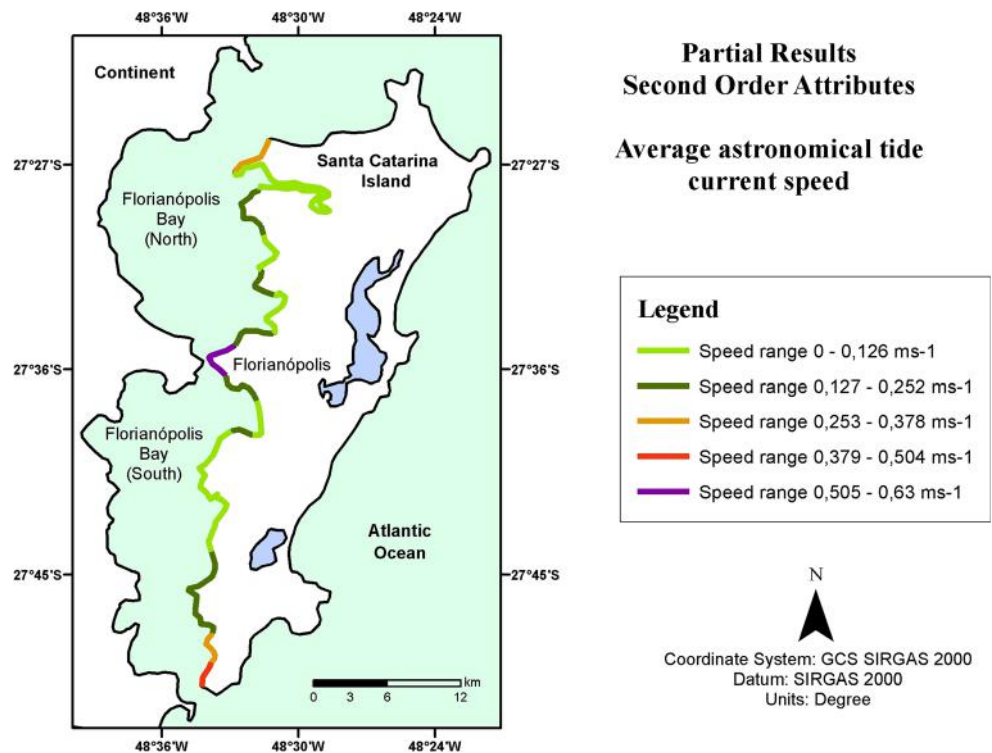 48°36'W 48°30'W 48°24'W
Partial Results
Second Order Attributes
Average astronomical tide
current speed
Continent
27°27'S
27°27'S
Santa Catarina
Island
Florianópolis
Bay
(North)
27°36'S
27°36'S
Florianópolis
Florianópolis
Bay
(South)
Atlantic
Ocean
27°45'S
27°45'S
km
0 3 6 12
48°36'W 48°30'W 48°24'W
Legend
Speed range 0 - 0,126 ms-1
Speed range 0,127 - 0,252 ms-1
Speed range 0,253 - 0,378 ms-1
Speed range 0,379 - 0,504 ms-1
Speed range 0,505 - 0,63 ms-1
N
Coordinate System: GCS SIRGAS 2000
Datum: SIRGAS 2000
Units: Degree